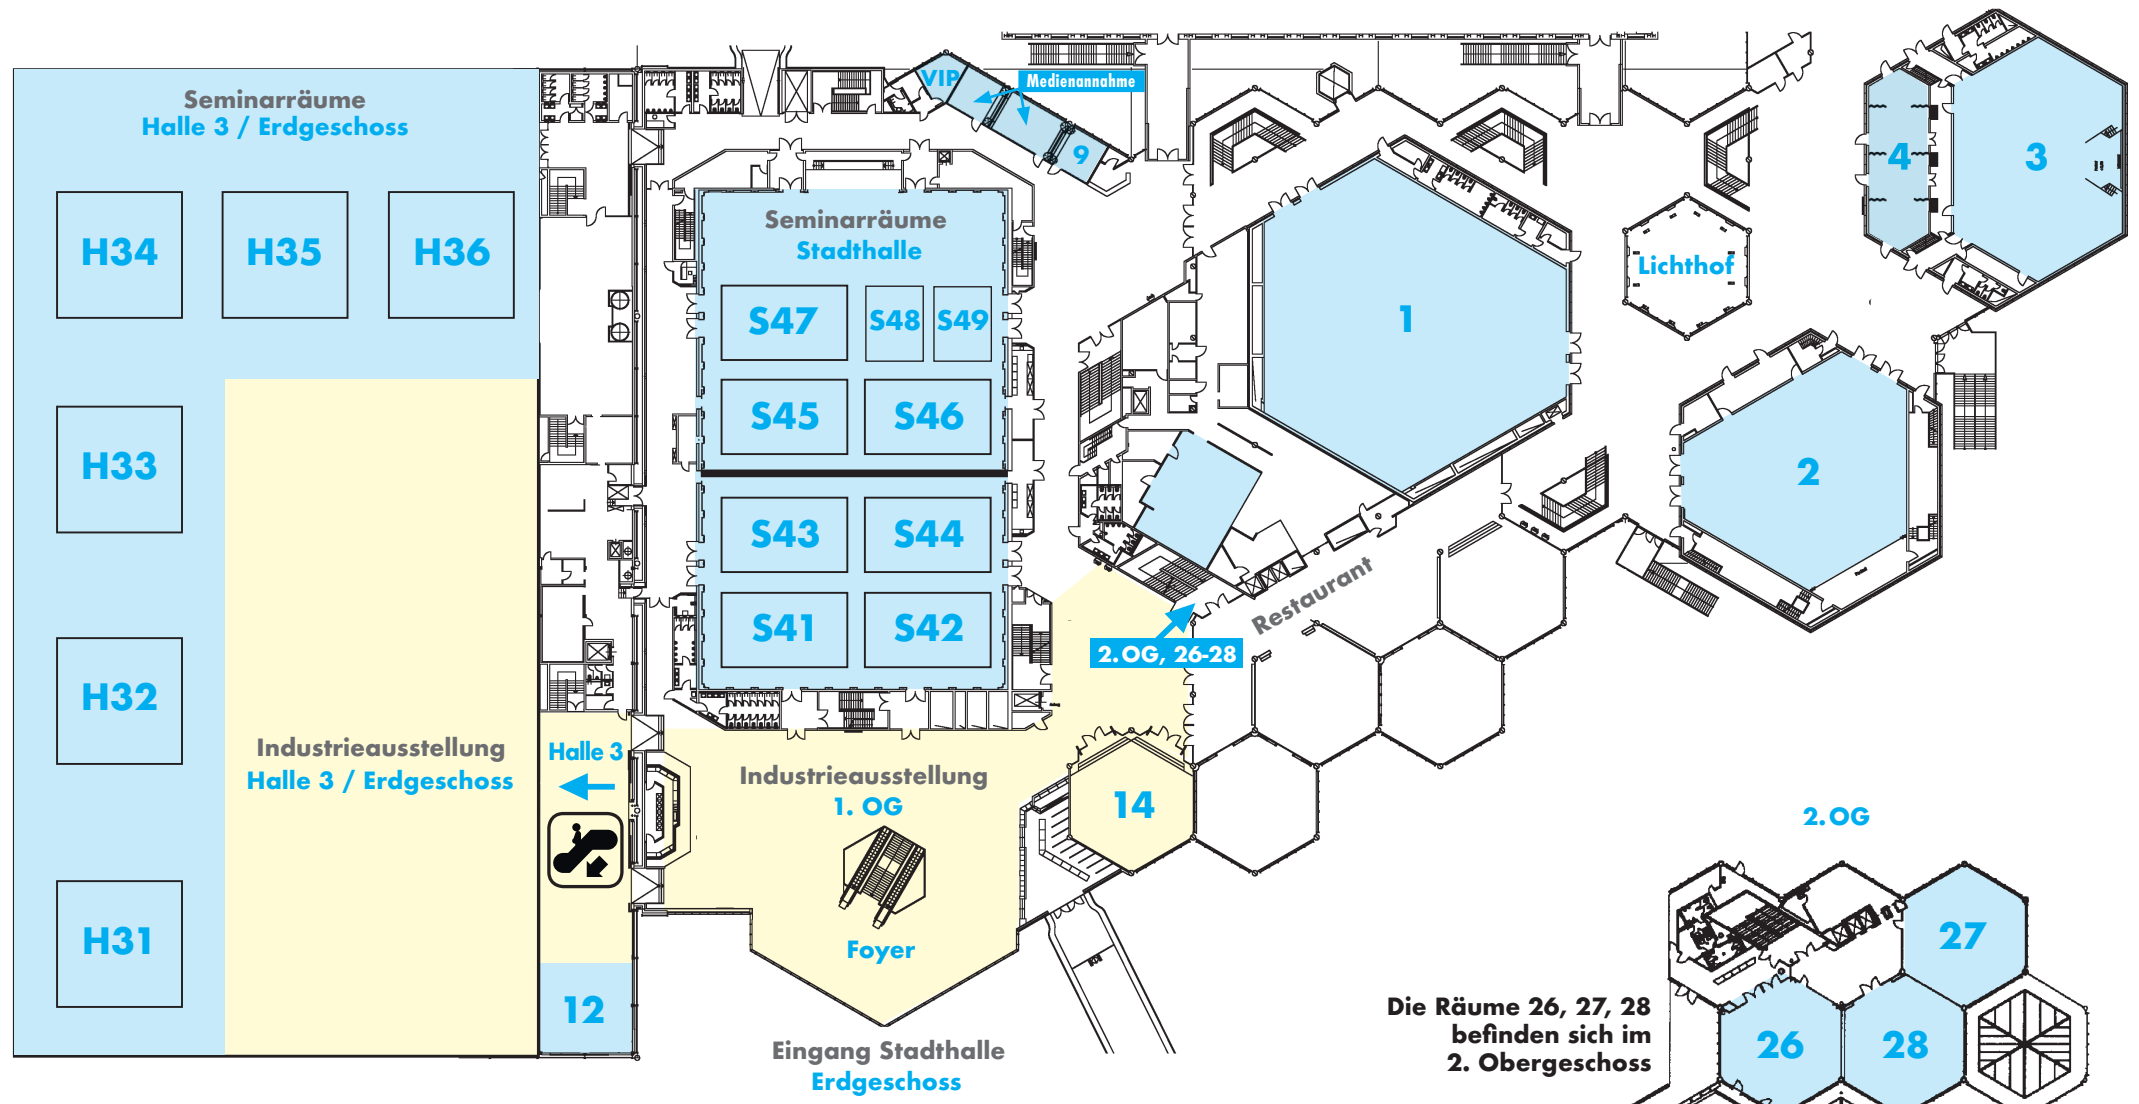 Seminarräume
Halle 3 / Erdgeschoss
H34
H35
H36
H33
H32
H31
Industrieausstellung
Halle 3 / Erdgeschoss
Halle 3
12
Seminarräume
Stadthalle
S47
S48
S49
S45
S46
S43
S44
S41
S42
Industrieausstellung
1. OG
Foyer
Eingang Stadthalle
Erdgeschoss
VIP
Medienannahme
9
1
Lichthof
4
3
2
Restaurant
2. OG, 26-28
14
2. OG
27
26
28
Die Räume 26, 27, 28
befinden sich im
2. Obergeschoss